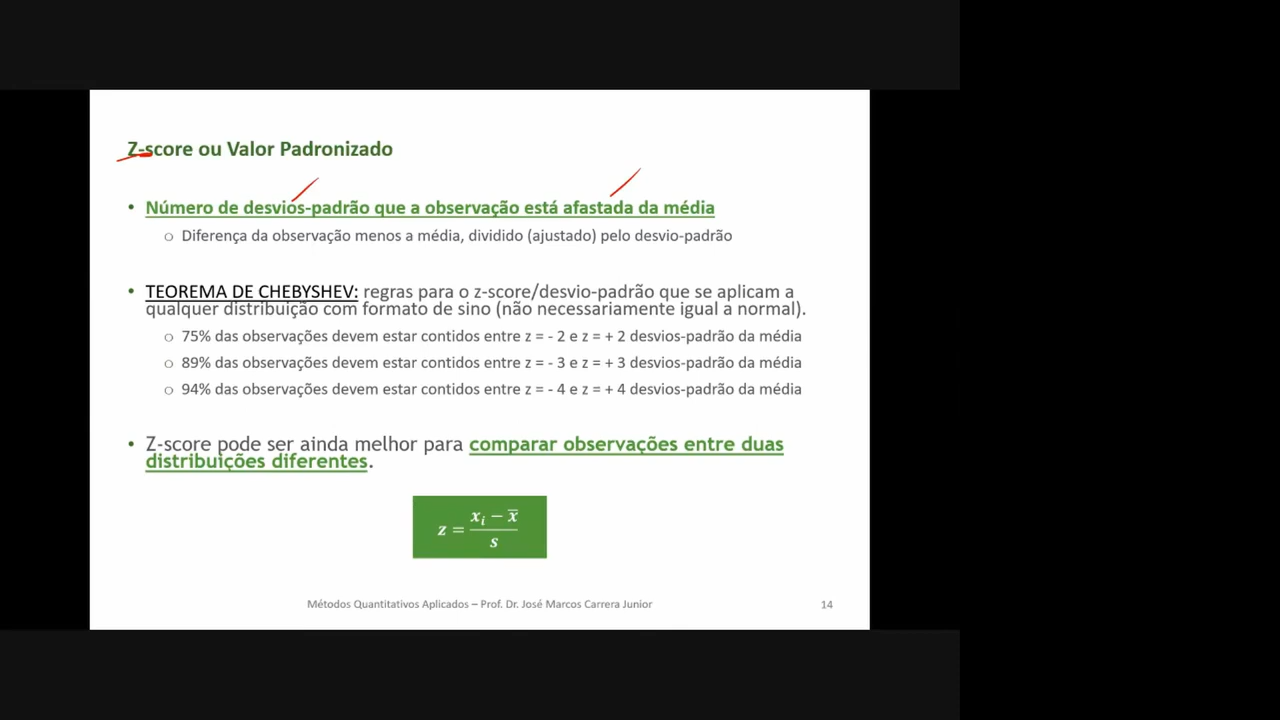 Z-score ou Valor Padronizado
• Número de desvios-padrão que a observação está afastada da média
○ Diferença da observação menos a média, dividido (ajustado) pelo desvio-padrão
• TEOREMA DE CHEBYSHEV: regras para o z-score/desvio-padrão que se aplicam a
qualquer distribuição com formato de sino (não necessariamente igual a normal).
○ 75% das observações devem estar contidos entre z = - 2 e z = + 2 desvios-padrão da média
○ 89% das observações devem estar contidos entre z = - 3 e z = + 3 desvios-padrão da média
○ 94% das observações devem estar contidos entre z = - 4 e z = + 4 desvios-padrão da média
• Z-score pode ser ainda melhor para comparar observações entre duas
distribuições diferentes.
z = (xᵢ − x̅) / s
Métodos Quantitativos Aplicados – Prof. Dr. José Marcos Carrera Junior 14